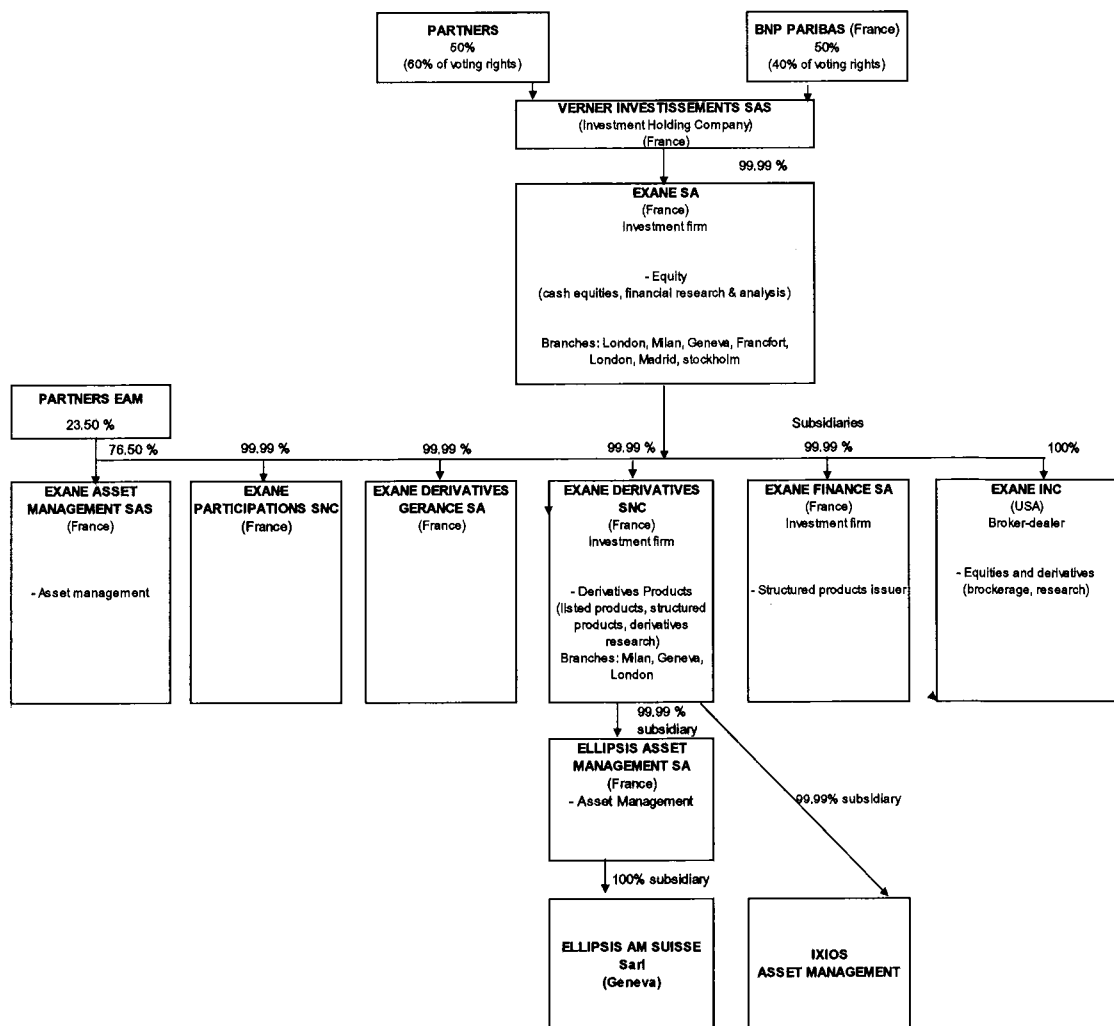 PARTNERS
50%
(60% of voting rights)
BNP PARIBAS (France)
50%
(40% of voting rights)
VERNER INVESTISSEMENTS SAS
(Investment Holding Company)
(France)
99.99 %
EXANE SA
(France)
Investment firm
- Equity
(cash equities, financial research & analysis)
Branches: London, Milan, Geneva, Francfort,
London, Madrid, stockholm
PARTNERS EAM
23.50 %
Subsidiaries
76.50 %
99.99 %
99.99 %
99.99 %
99.99 %
100%
EXANE ASSET
MANAGEMENT SAS
(France)
- Asset management
EXANE
PARTICIPATIONS SNC
(France)
EXANE DERIVATIVES
GERANCE SA
(France)
EXANE DERIVATIVES
SNC
(France)
Investment firm
- Derivatives Products
(listed products, structured
products, derivatives
research)
Branches: Milan, Geneva,
London
EXANE FINANCE SA
(France)
Investment firm
- Structured products issuer
EXANE INC
(USA)
Broker-dealer
- Equities and derivatives
(brockerage, research)
99.99 %
subsidiary
ELLIPSIS ASSET
MANAGEMENT SA
(France)
- Asset Management
99,99% subsidiary
100% subsidiary
ELLIPSIS AM SUISSE
Sarl
(Geneva)
IXIOS
ASSET MANAGEMENT